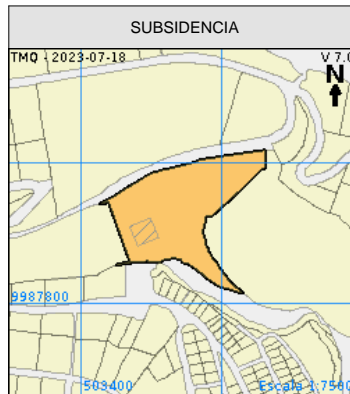 SUBSIDENCIA
TMQ - 2023-07-18 V 7.0
N
9987800
503400 Escala 1:7500